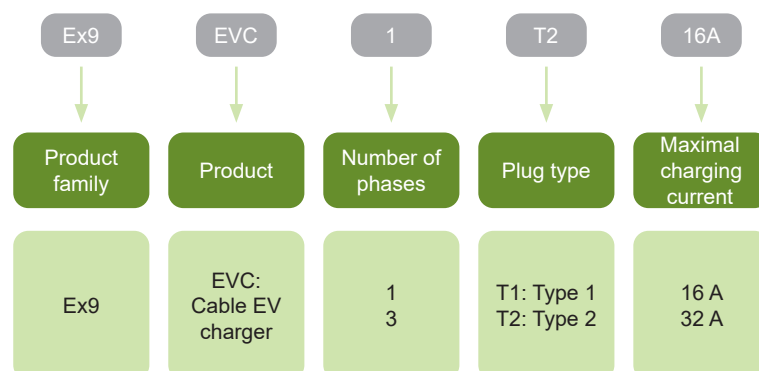 Ex9
EVC
1
T2
16A
Product
family
Product
Number of
phases
Plug type
Maximal
charging
current
Ex9
EVC:
Cable EV
charger
1
3
T1: Type 1
T2: Type 2
16 A
32 A